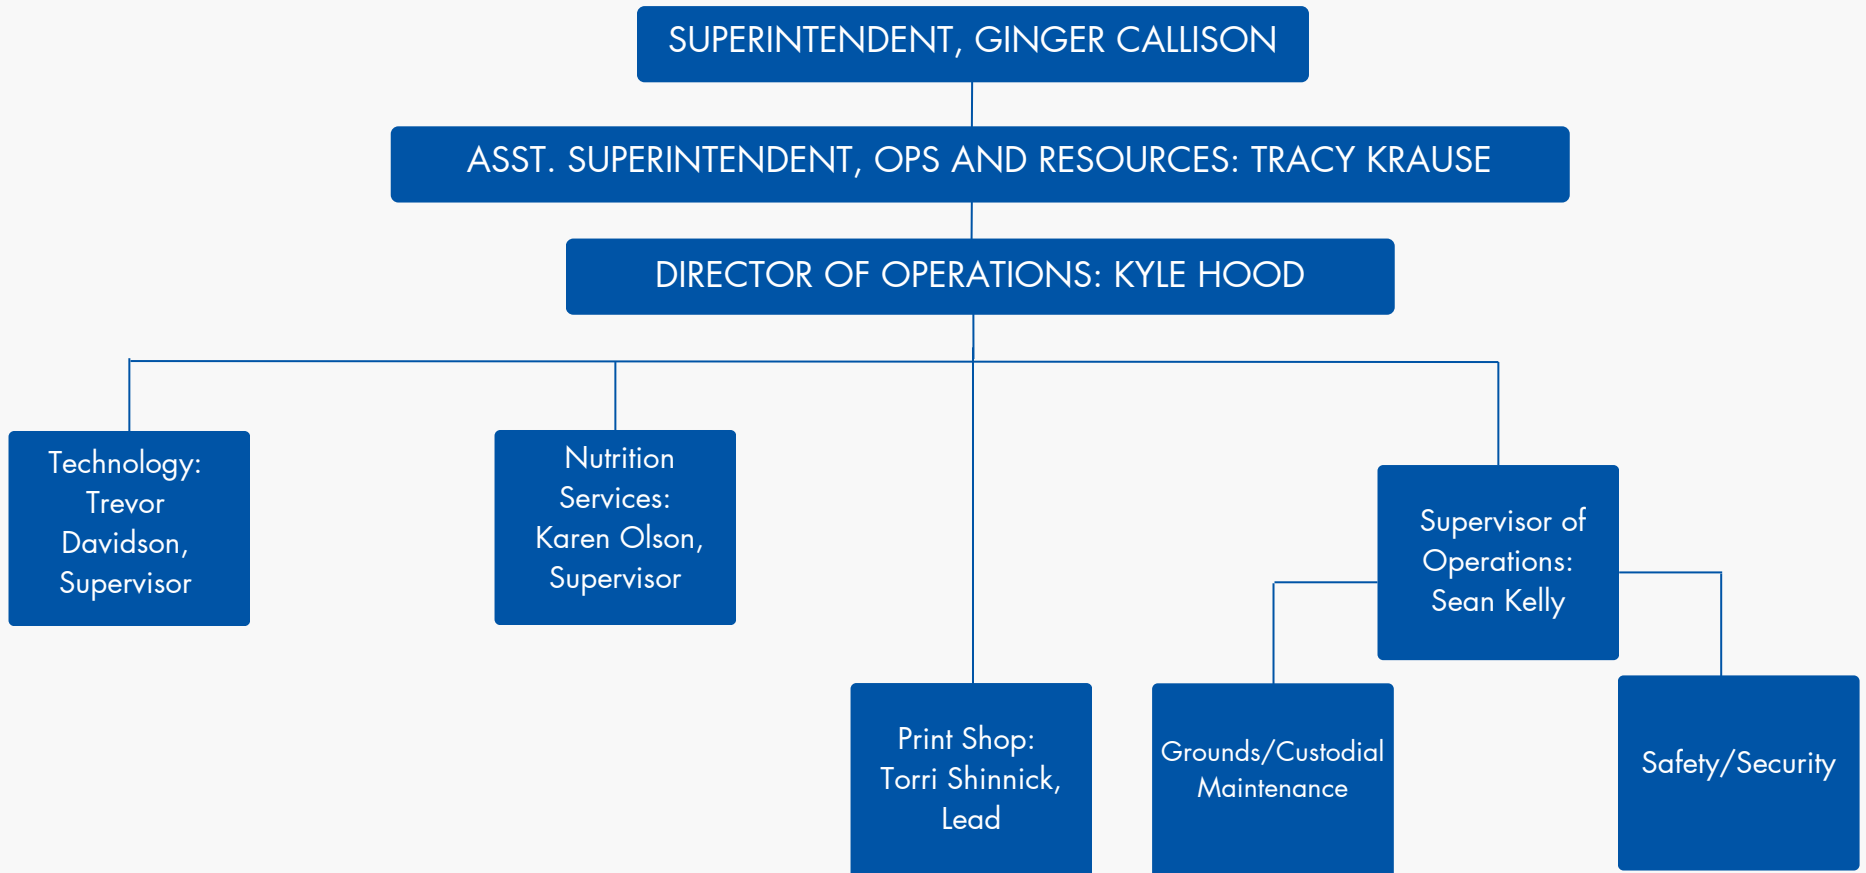 SUPERINTENDENT, GINGER CALLISON
ASST. SUPERINTENDENT, OPS AND RESOURCES: TRACY KRAUSE
DIRECTOR OF OPERATIONS: KYLE HOOD
Technology:
Trevor
Davidson,
Supervisor
Nutrition
Services:
Karen Olson,
Supervisor
Supervisor of
Operations:
Sean Kelly
Print Shop:
Torri Shinnick,
Lead
Grounds/Custodial
Maintenance
Safety/Security